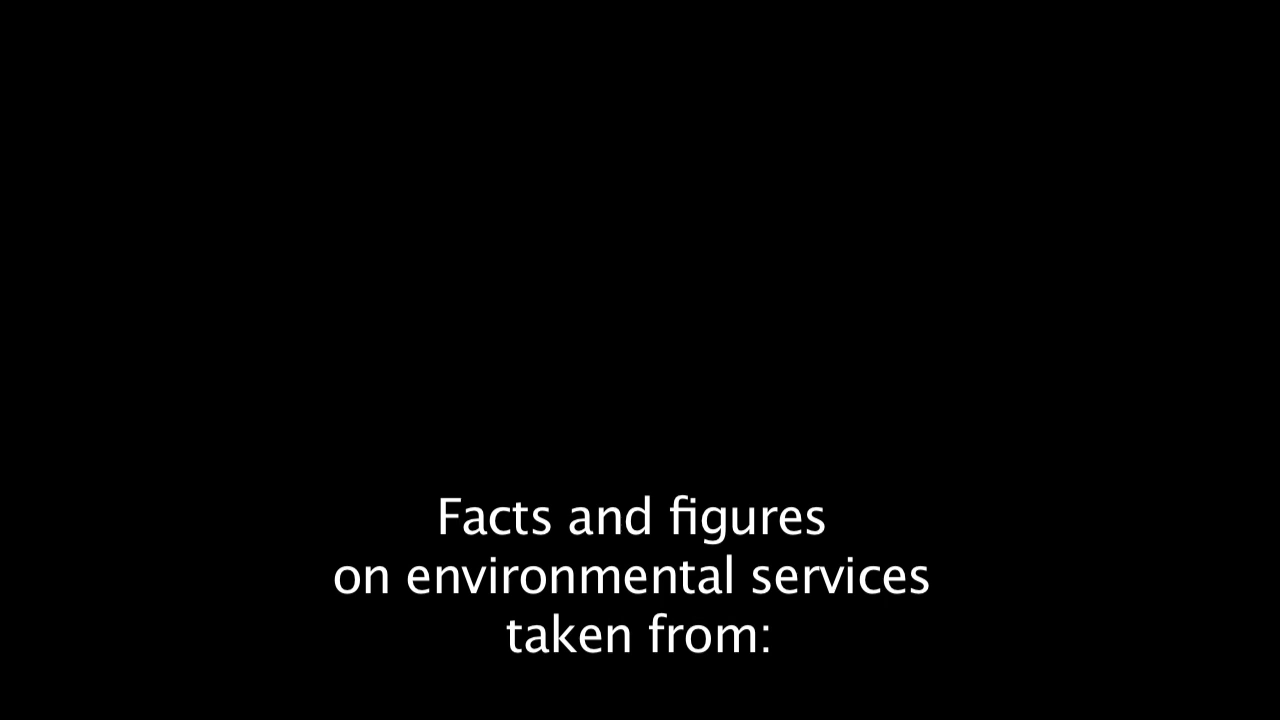 Facts and figures
on environmental services
taken from: